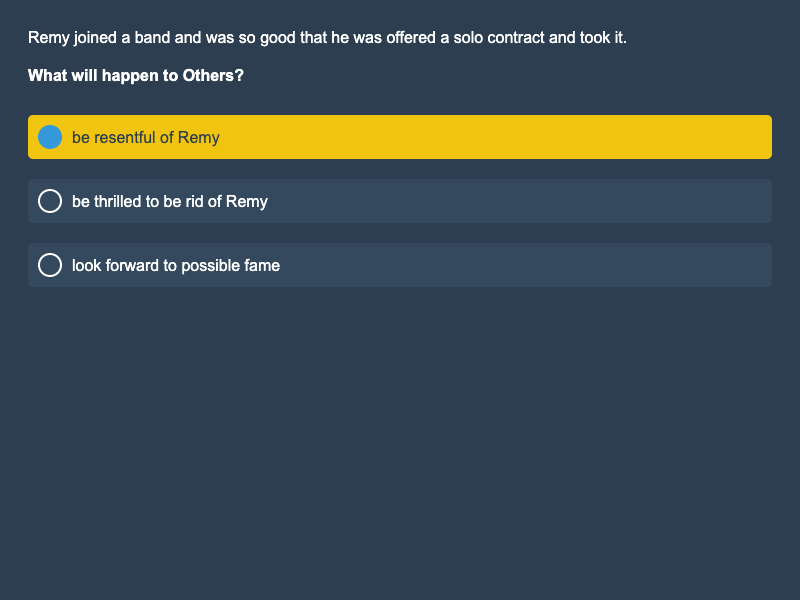 Remy joined a band and was so good that he was offered a solo contract and took it.
What will happen to Others?
be resentful of Remy
be thrilled to be rid of Remy
look forward to possible fame